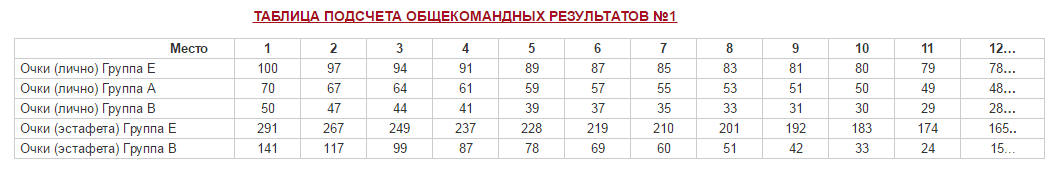 ТАБЛИЦА ПОДСЧЕТА ОБЩЕКОМАНДНЫХ РЕЗУЛЬТАТОВ №1
Место 1 2 3 4 5 6 7 8 9 10 11 12...
Очки (лично) Группа Е 100 97 94 91 89 87 85 83 81 80 79 78...
Очки (лично) Группа А 70 67 64 61 59 57 55 53 51 50 49 48...
Очки (лично) Группа В 50 47 44 41 39 37 35 33 31 30 29 28...
Очки (эстафета) Группа Е 291 267 249 237 228 219 210 201 192 183 174 165..
Очки (эстафета) Группа В 141 117 99 87 78 69 60 51 42 33 24 15...